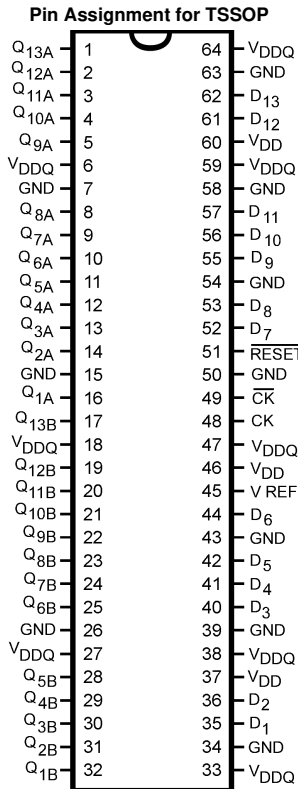 Pin Assignment for TSSOP
Q13A 1 64 VDDQ
Q12A 2 63 GND
Q11A 3 62 D13
Q10A 4 61 D12
Q9A 5 60 VDD
VDDQ 6 59 VDDQ
GND 7 58 GND
Q8A 8 57 D11
Q7A 9 56 D10
Q6A 10 55 D9
Q5A 11 54 GND
Q4A 12 53 D8
Q3A 13 52 D7
Q2A 14 51 RESET
GND 15 50 GND
Q1A 16 49 CK
Q13B 17 48 CK
VDDQ 18 47 VDDQ
Q12B 19 46 VDD
Q11B 20 45 V REF
Q10B 21 44 D6
Q9B 22 43 GND
Q8B 23 42 D5
Q7B 24 41 D4
Q6B 25 40 D3
GND 26 39 GND
VDDQ 27 38 VDDQ
Q5B 28 37 VDD
Q4B 29 36 D2
Q3B 30 35 D1
Q2B 31 34 GND
Q1B 32 33 VDDQ